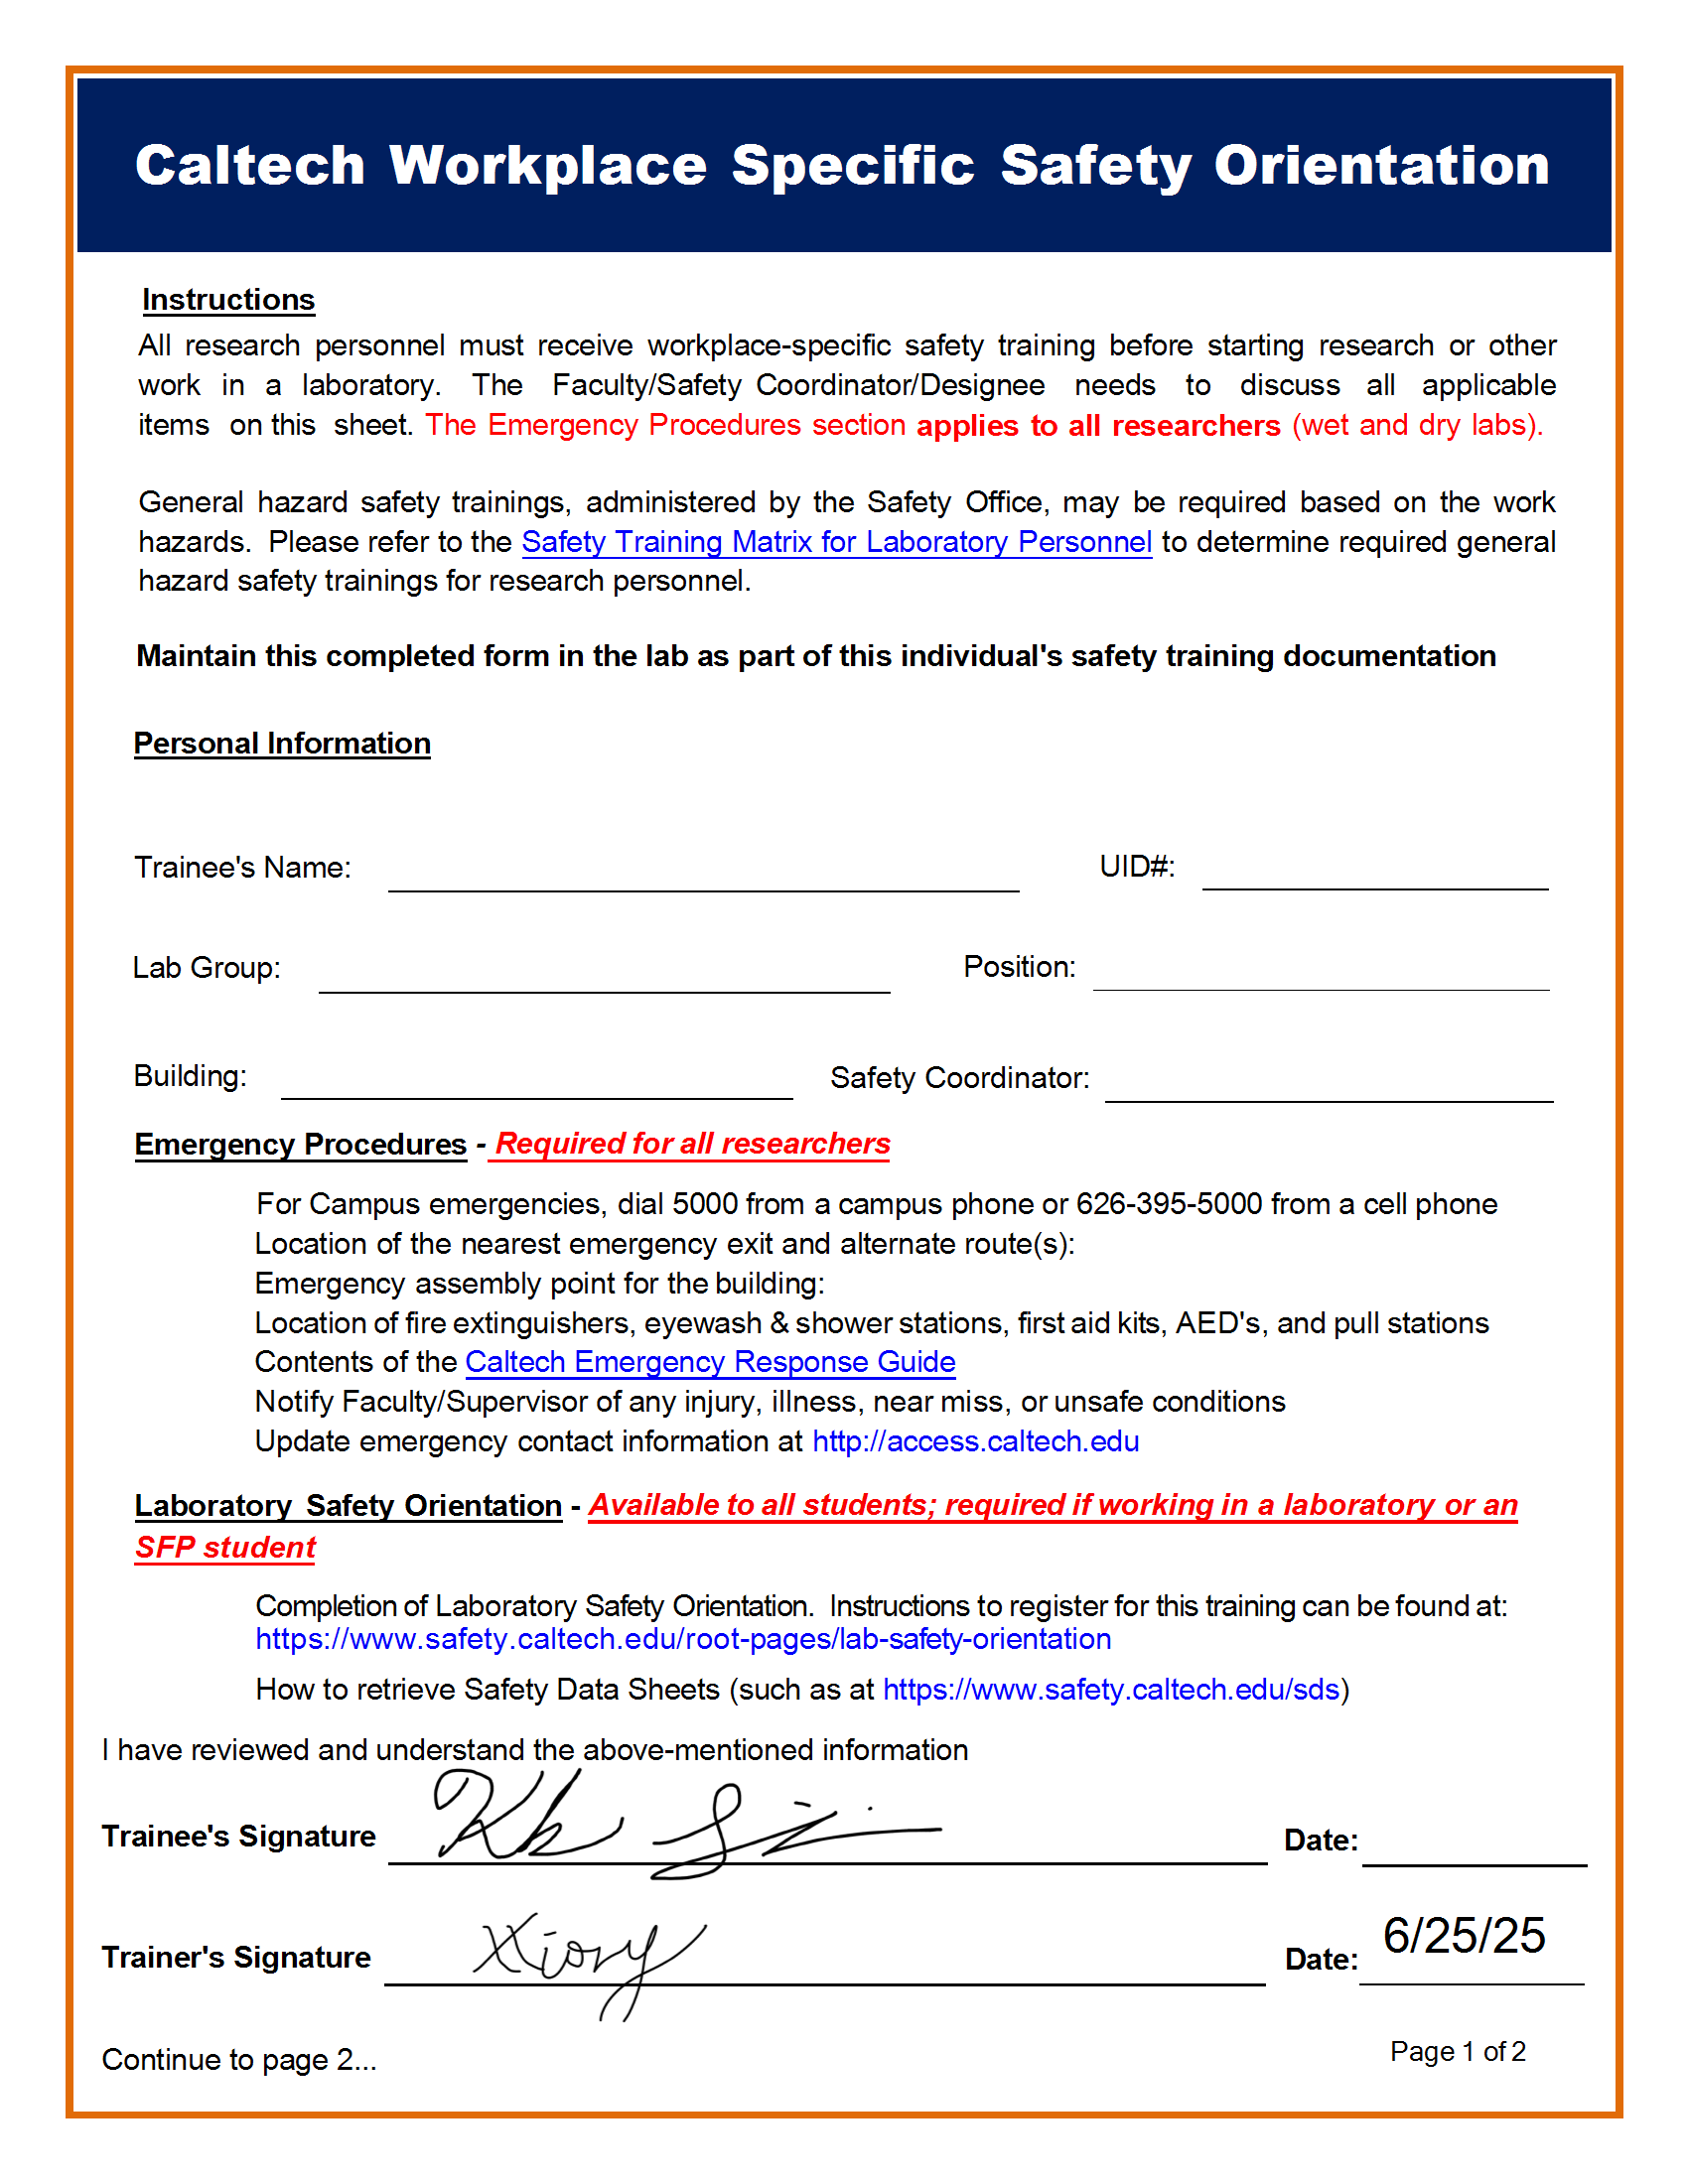 Caltech Workplace Specific Safety Orientation
Instructions
All research personnel must receive workplace-specific safety training before starting research or other
work in a laboratory. The Faculty/Safety Coordinator/Designee needs to discuss all applicable
items on this sheet. The Emergency Procedures section applies to all researchers (wet and dry labs).
General hazard safety trainings, administered by the Safety Office, may be required based on the work
hazards. Please refer to the Safety Training Matrix for Laboratory Personnel to determine required general
hazard safety trainings for research personnel.
Maintain this completed form in the lab as part of this individual's safety training documentation
Personal Information
Trainee's Name: UID#:
Lab Group: Position:
Building: Safety Coordinator:
Emergency Procedures - Required for all researchers
For Campus emergencies, dial 5000 from a campus phone or 626-395-5000 from a cell phone
Location of the nearest emergency exit and alternate route(s):
Emergency assembly point for the building:
Location of fire extinguishers, eyewash & shower stations, first aid kits, AED's, and pull stations
Contents of the Caltech Emergency Response Guide
Notify Faculty/Supervisor of any injury, illness, near miss, or unsafe conditions
Update emergency contact information at http://access.caltech.edu
Laboratory Safety Orientation - Available to all students; required if working in a laboratory or an
SFP student
Completion of Laboratory Safety Orientation. Instructions to register for this training can be found at:
https://www.safety.caltech.edu/root-pages/lab-safety-orientation
How to retrieve Safety Data Sheets (such as at https://www.safety.caltech.edu/sds)
I have reviewed and understand the above-mentioned information
Trainee's Signature Date:
Trainer's Signature Date: 6/25/25
Continue to page 2...
Page 1 of 2